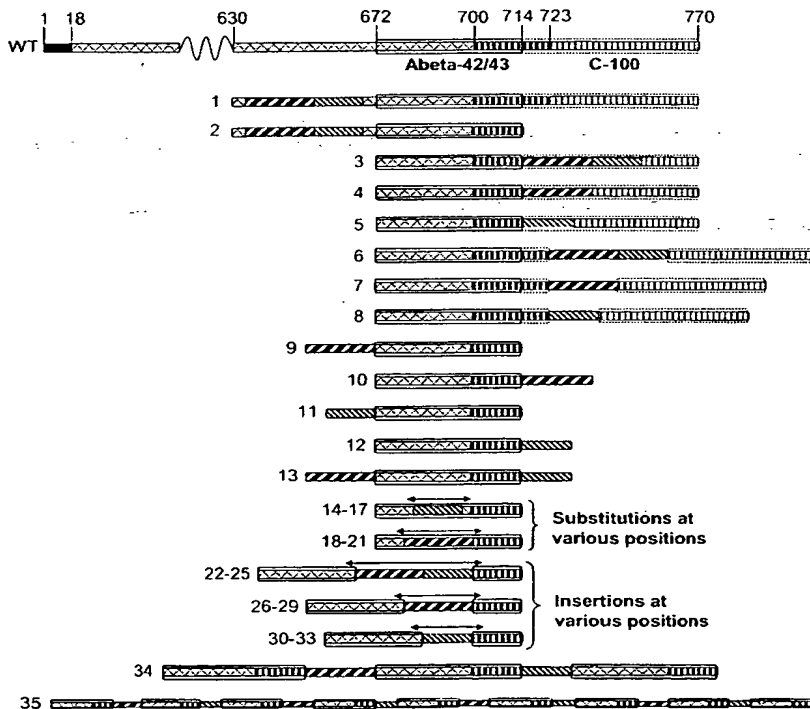 1 18 630 672 700 714 723 770
WT
Abeta-42/43 C-100
1
2
3
4
5
6
7
8
9
10
11
12
13
14-17
18-21
Substitutions at
various positions
22-25
26-29
30-33
Insertions at
various positions
34
35